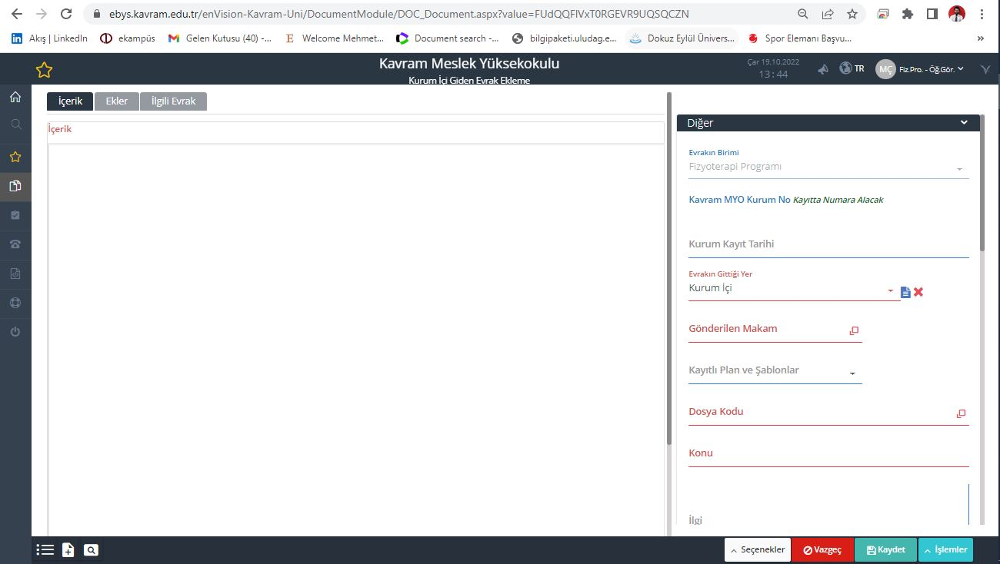 ebys.kavram.edu.tr/enVision-Kavram-Uni/DocumentModule/DOC_Document.aspx?value=FUdQQFlVxT0RGEVR9UQSQCZN
Akış | LinkedIn
ekampüs
Gelen Kutusu (40) -...
Welcome Mehmet...
Document search -...
bilgipaketi.uludag.e...
Dokuz Eylül Ünivers...
Spor Elemanı Başvu...
»
Kavram Meslek Yüksekokulu
Kurum İçi Giden Evrak Ekleme
Çar 19.10.2022
13:44
TR
MÇ
Fiz.Pro. - Öğ.Gör.
İçerik
Ekler
İlgili Evrak
İçerik
Diğer
Evrakın Birimi
Fizyoterapi Programı
Kavram MYO Kurum No Kayıtta Numara Alacak
Kurum Kayıt Tarihi
Evrakın Gittiği Yer
Kurum İçi
Gönderilen Makam
Kayıtlı Plan ve Şablonlar
Dosya Kodu
Konu
İlgi
Seçenekler
Vazgeç
Kaydet
İşlemler